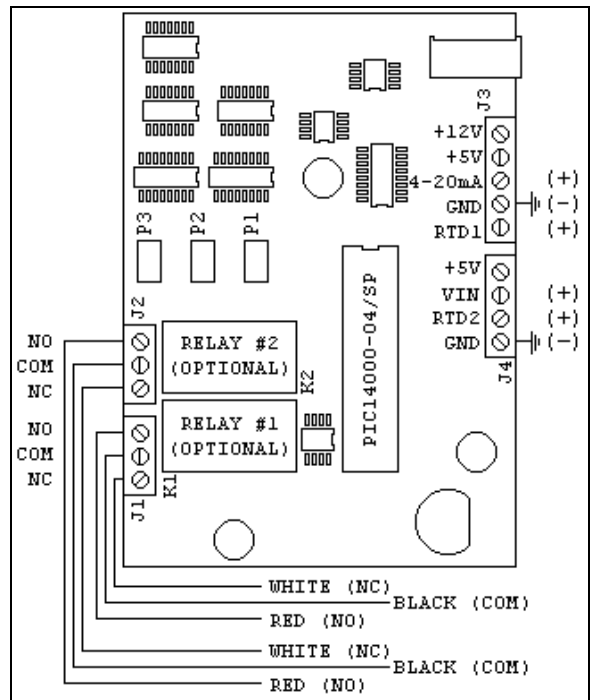 J3
+12V
+5V
4-20mA (+)
GND (-)
RTD1 (+)
P3 P2 P1
+5V
VIN (+)
RTD2 (+)
GND (-)
J4
PIC14000-04/SP
J2
NO
COM
NC
RELAY #2
(OPTIONAL)
K2
NO
COM
NC
RELAY #1
(OPTIONAL)
K1
J1
WHITE (NC)
BLACK (COM)
RED (NO)
WHITE (NC)
BLACK (COM)
RED (NO)